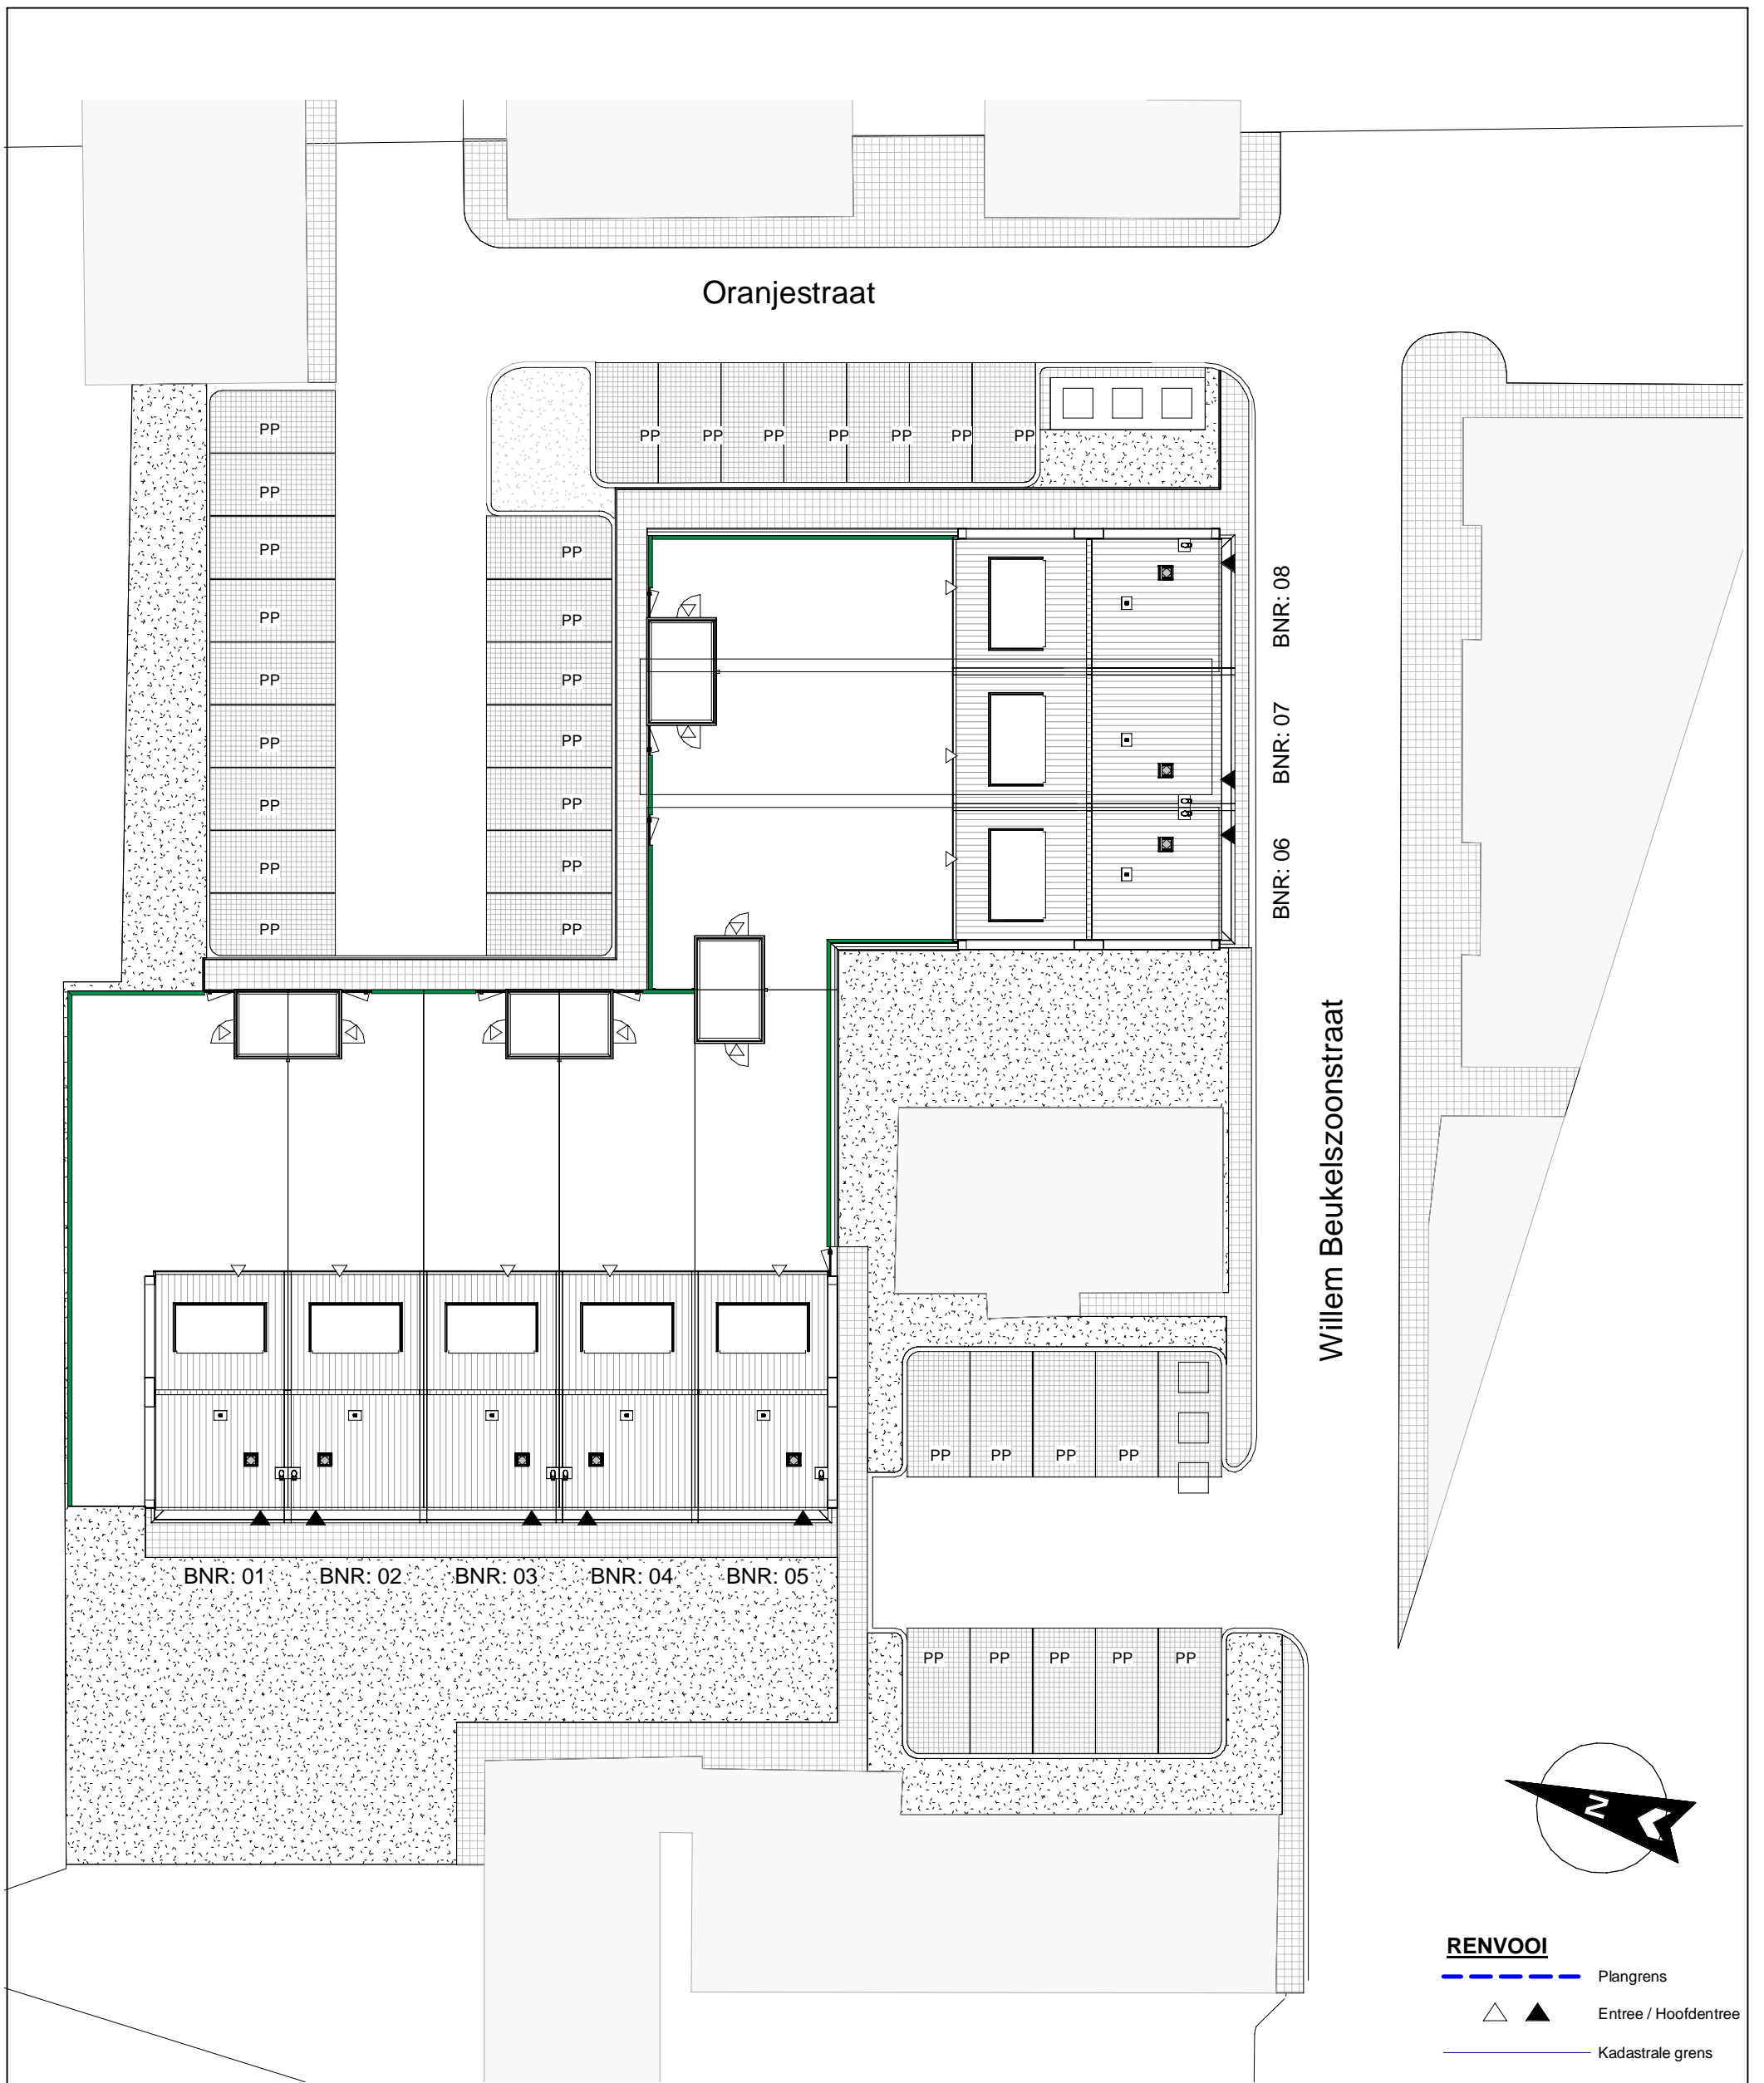 Oranjestraat
PP
PP PP PP PP PP PP PP
PP
PP PP
PP PP
PP PP
PP PP
PP PP
PP PP
PP PP
BNR: 08
BNR: 07
BNR: 06
Willem Beukelszoonstraat
PP PP PP PP
BNR: 01 BNR: 02 BNR: 03 BNR: 04 BNR: 05
PP PP PP PP PP
N
RENVOOI
Plangrens
Entree / Hoofdentree
Kadastrale grens